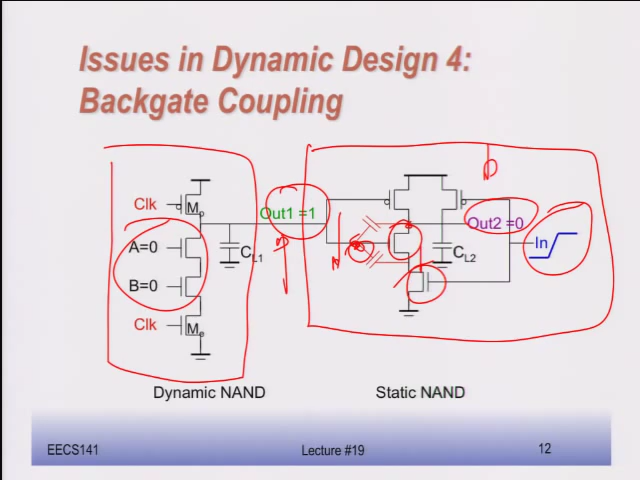 Issues in Dynamic Design 4:
Backgate Coupling
Clk
Mp
Out1 =1
Out2 =0
A=0
CL1
CL2
In
B=0
Clk
Me
Dynamic NAND
Static NAND
EECS141
Lecture #19
12